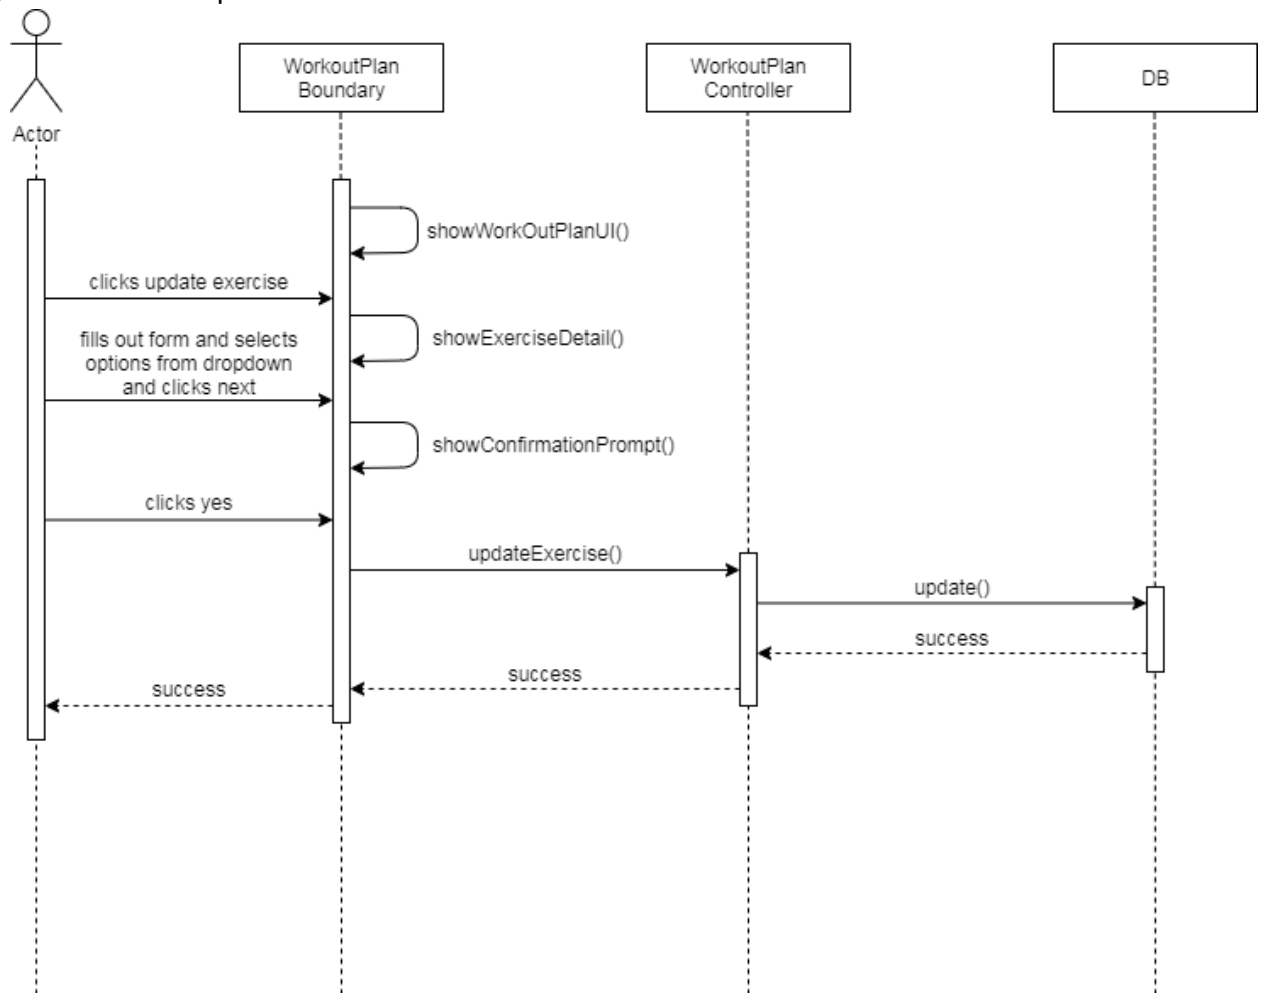 WorkoutPlan
Boundary
WorkoutPlan
Controller
DB
Actor
showWorkOutPlanUI()
clicks update exercise
showExerciseDetail()
fills out form and selects
options from dropdown
and clicks next
showConfirmationPrompt()
clicks yes
updateExercise()
update()
success
success
success